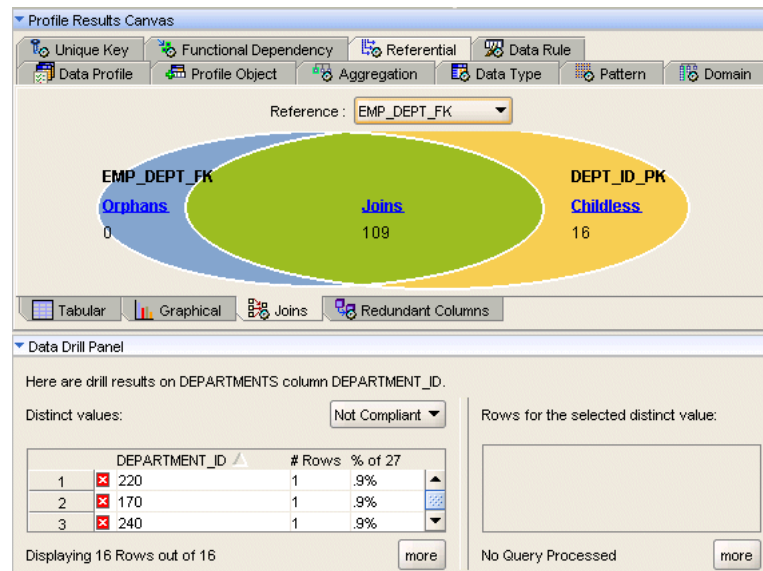 Profile Results Canvas
Unique Key Functional Dependency Referential Data Rule
Data Profile Profile Object Aggregation Data Type Pattern Domain
Reference : EMP_DEPT_FK
EMP_DEPT_FK DEPT_ID_PK
Orphans Joins Childless
0 109 16
Tabular Graphical Joins Redundant Columns
Data Drill Panel
Here are drill results on DEPARTMENTS column DEPARTMENT_ID.
Distinct values: Not Compliant Rows for the selected distinct value:
DEPARTMENT_ID # Rows % of 27
1 220 1 .9%
2 170 1 .9%
3 240 1 .9%
Displaying 16 Rows out of 16 more No Query Processed more